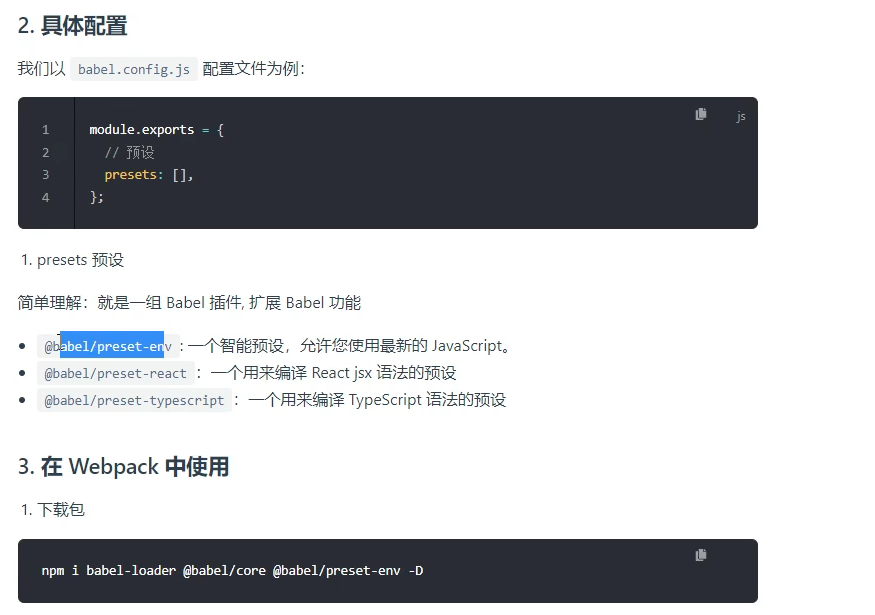 2. 具体配置
我们以 babel.config.js 配置文件为例：
js
1 module.exports = {
2 // 预设
3 presets: [],
4 };
1. presets 预设
简单理解：就是一组 Babel 插件, 扩展 Babel 功能
• @babel/preset-env : 一个智能预设，允许您使用最新的 JavaScript。
• @babel/preset-react ：一个用来编译 React jsx 语法的预设
• @babel/preset-typescript ：一个用来编译 TypeScript 语法的预设
3. 在 Webpack 中使用
1. 下载包
npm i babel-loader @babel/core @babel/preset-env -D